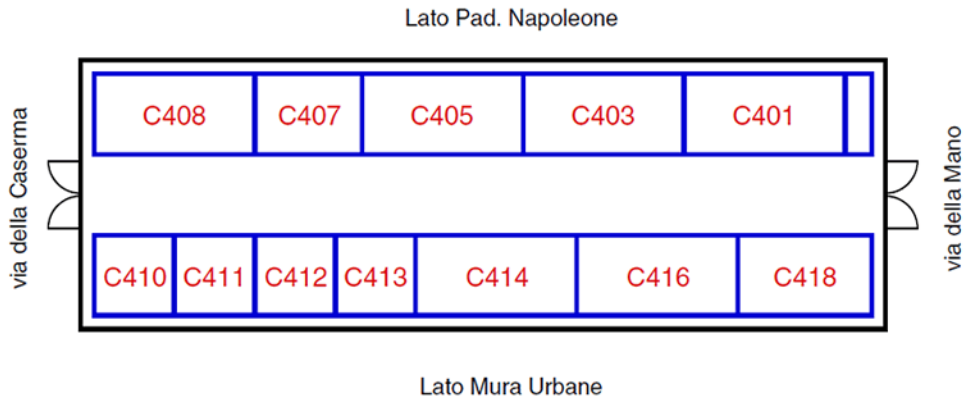 Lato Pad. Napoleone
via della Caserma
C408 C407 C405 C403 C401
via della Mano
C410 C411 C412 C413 C414 C416 C418
Lato Mura Urbane